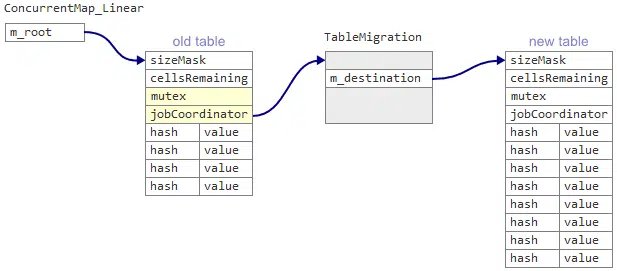 ConcurrentMap_Linear
m_root
old table
sizeMask
cellsRemaining
mutex
jobCoordinator
hash value
hash value
hash value
hash value
TableMigration
m_destination
new table
sizeMask
cellsRemaining
mutex
jobCoordinator
hash value
hash value
hash value
hash value
hash value
hash value
hash value
hash value